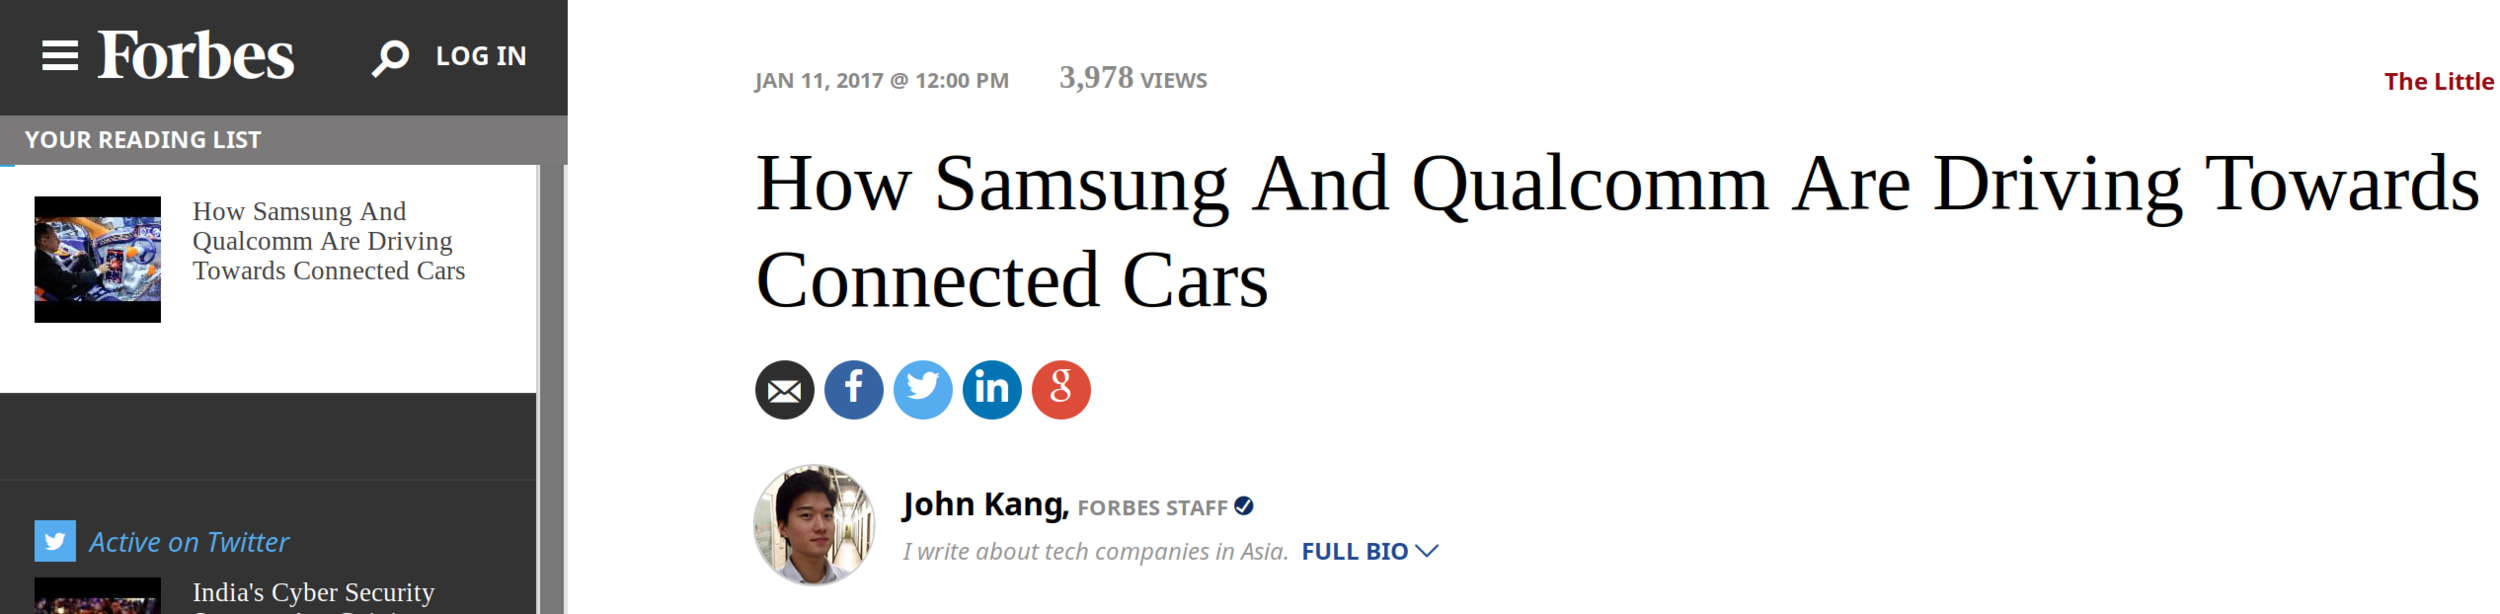 Forbes
LOG IN
YOUR READING LIST
How Samsung And
Qualcomm Are Driving
Towards Connected Cars
Active on Twitter
India's Cyber Security
JAN 11, 2017 @ 12:00 PM 3,978 VIEWS
The Little
How Samsung And Qualcomm Are Driving Towards
Connected Cars
John Kang, FORBES STAFF
I write about tech companies in Asia. FULL BIO